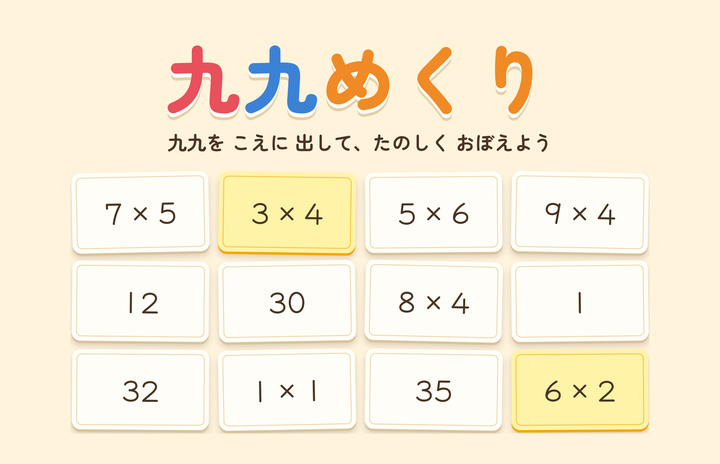 九九めくり
九九を こえに 出して、たのしく おぼえよう
7 × 5
3 × 4
5 × 6
9 × 4
12
30
8 × 4
1
32
1 × 1
35
6 × 2